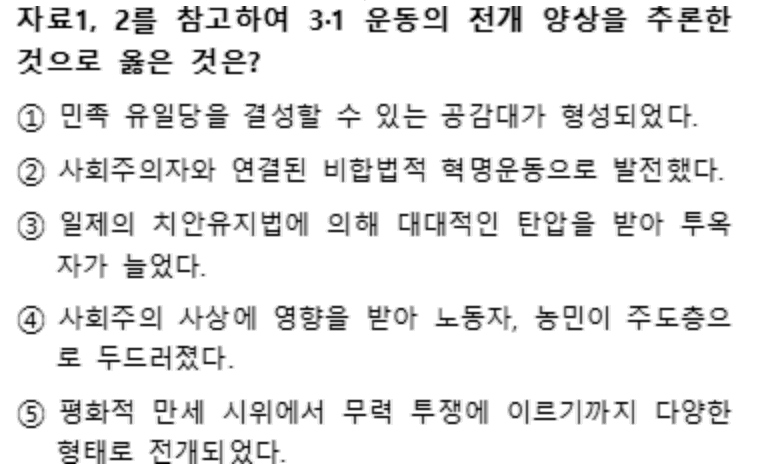 자료1, 2를 참고하여 3·1 운동의 전개 양상을 추론한
것으로 옳은 것은?
① 민족 유일당을 결성할 수 있는 공감대가 형성되었다.
② 사회주의자와 연결된 비합법적 혁명운동으로 발전했다.
③ 일제의 치안유지법에 의해 대대적인 탄압을 받아 투옥
자가 늘었다.
④ 사회주의 사상에 영향을 받아 노동자, 농민이 주도층으
로 두드러졌다.
⑤ 평화적 만세 시위에서 무력 투쟁에 이르기까지 다양한
형태로 전개되었다.